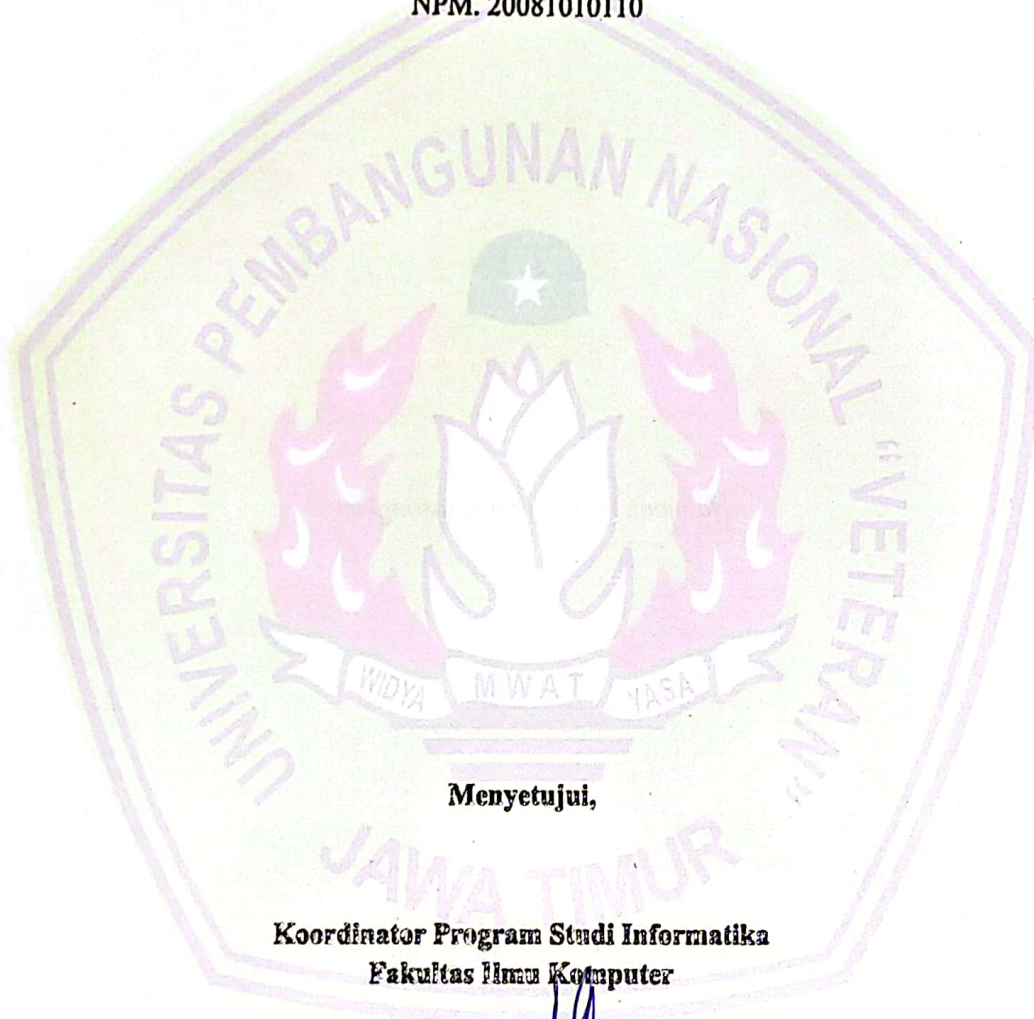 NPM. 20081010110
UNIVERSITAS PEMBANGUNAN NASIONAL "VETERAN"
WIDYA MWAT YASA
JAWA TIMUR
Menyetujui,
Koordinator Program Studi Informatika
Fakultas Ilmu Komputer